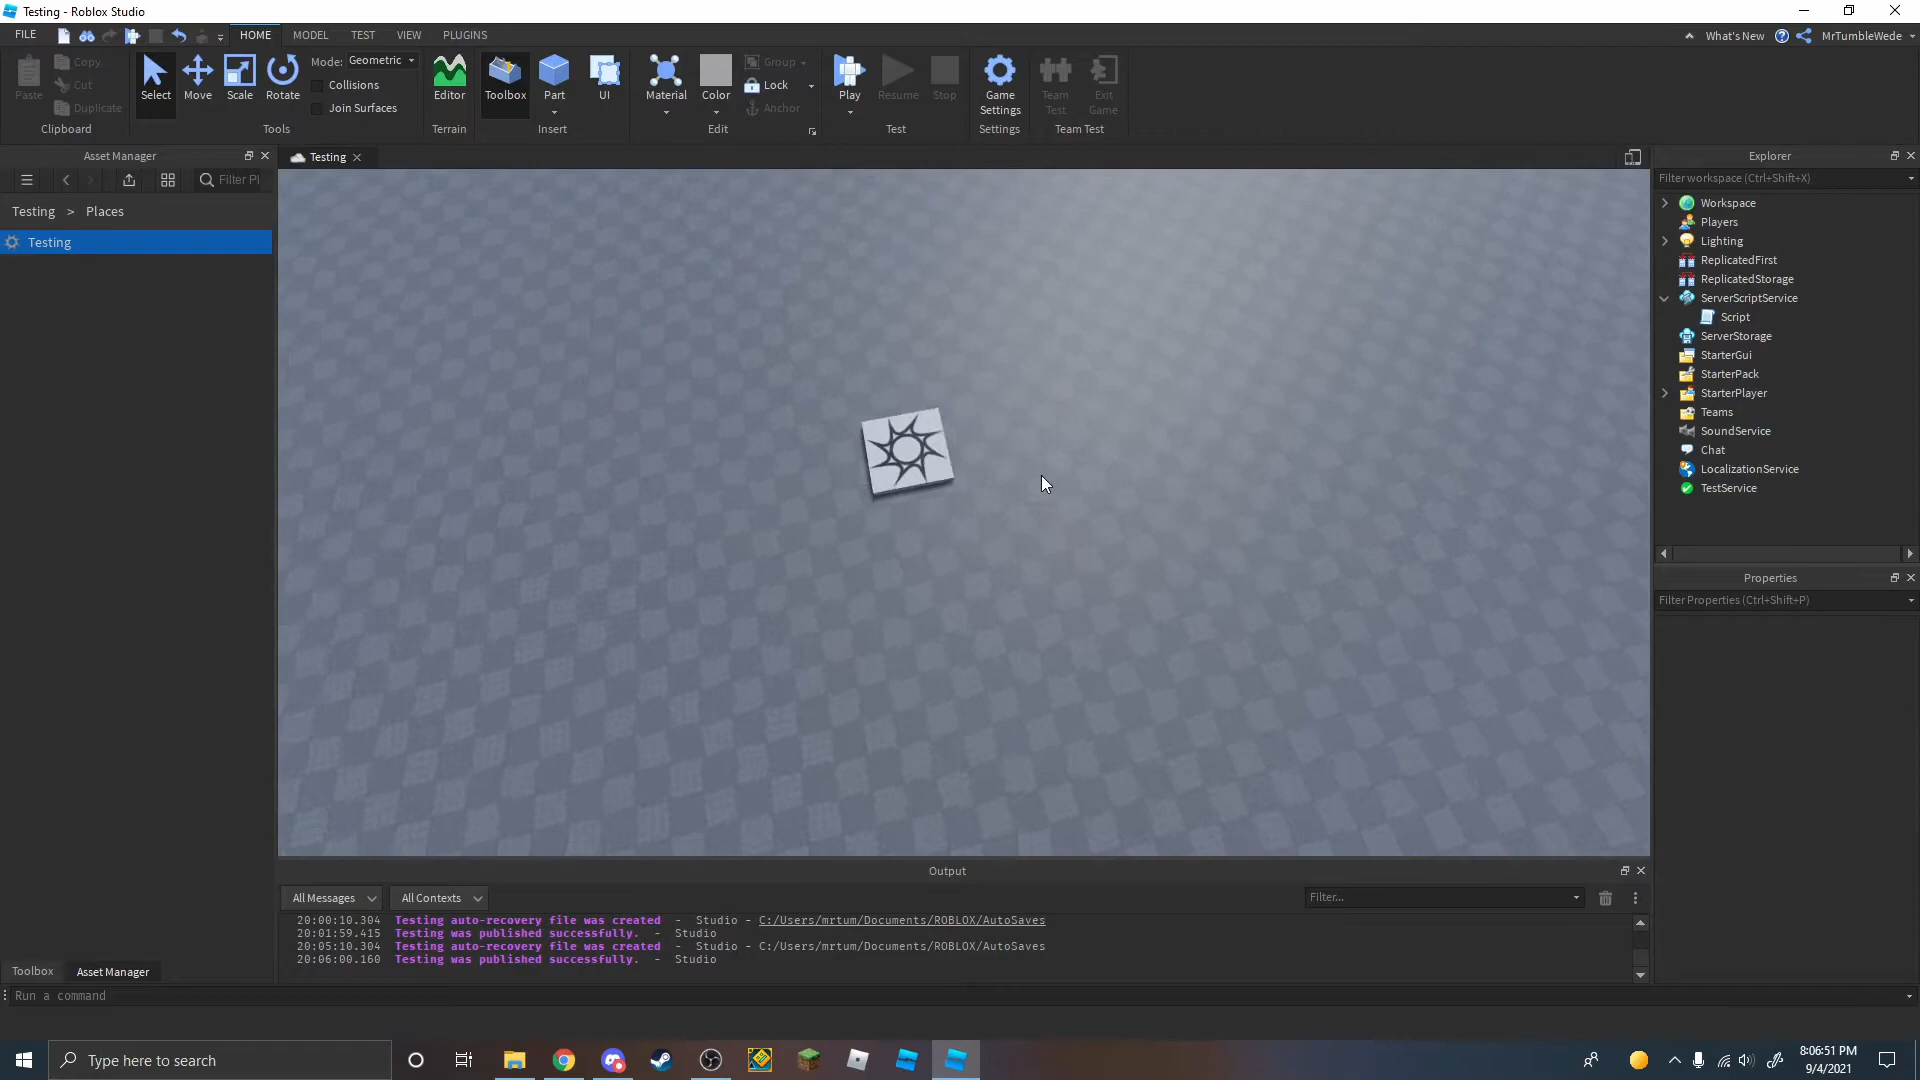 Testing - Roblox Studio
FILE HOME MODEL TEST VIEW PLUGINS What's New MrTumbleWede
Paste Copy Cut Duplicate Clipboard
Select Move Scale Rotate Mode: Geometric Collisions Join Surfaces Tools
Editor Terrain
Toolbox Part UI Insert
Material Color Group Lock Anchor Edit
Play Resume Stop Test
Game Settings Settings
Team Test Exit Game Team Test
Asset Manager
Filter Pl
Testing > Places
Testing
Testing
Explorer
Filter workspace (Ctrl+Shift+X)
Workspace
Players
Lighting
ReplicatedFirst
ReplicatedStorage
ServerScriptService
Script
ServerStorage
StarterGui
StarterPack
StarterPlayer
Teams
SoundService
Chat
LocalizationService
TestService
Properties
Filter Properties (Ctrl+Shift+P)
Output
All Messages All Contexts Filter...
20:00:10.304 Testing auto-recovery file was created - Studio - C:/Users/mrtum/Documents/ROBLOX/AutoSaves
20:01:59.415 Testing was published successfully. - Studio
20:05:10.304 Testing auto-recovery file was created - Studio - C:/Users/mrtum/Documents/ROBLOX/AutoSaves
20:06:00.160 Testing was published successfully. - Studio
Toolbox Asset Manager
Run a command
Type here to search
8:06:51 PM
9/4/2021